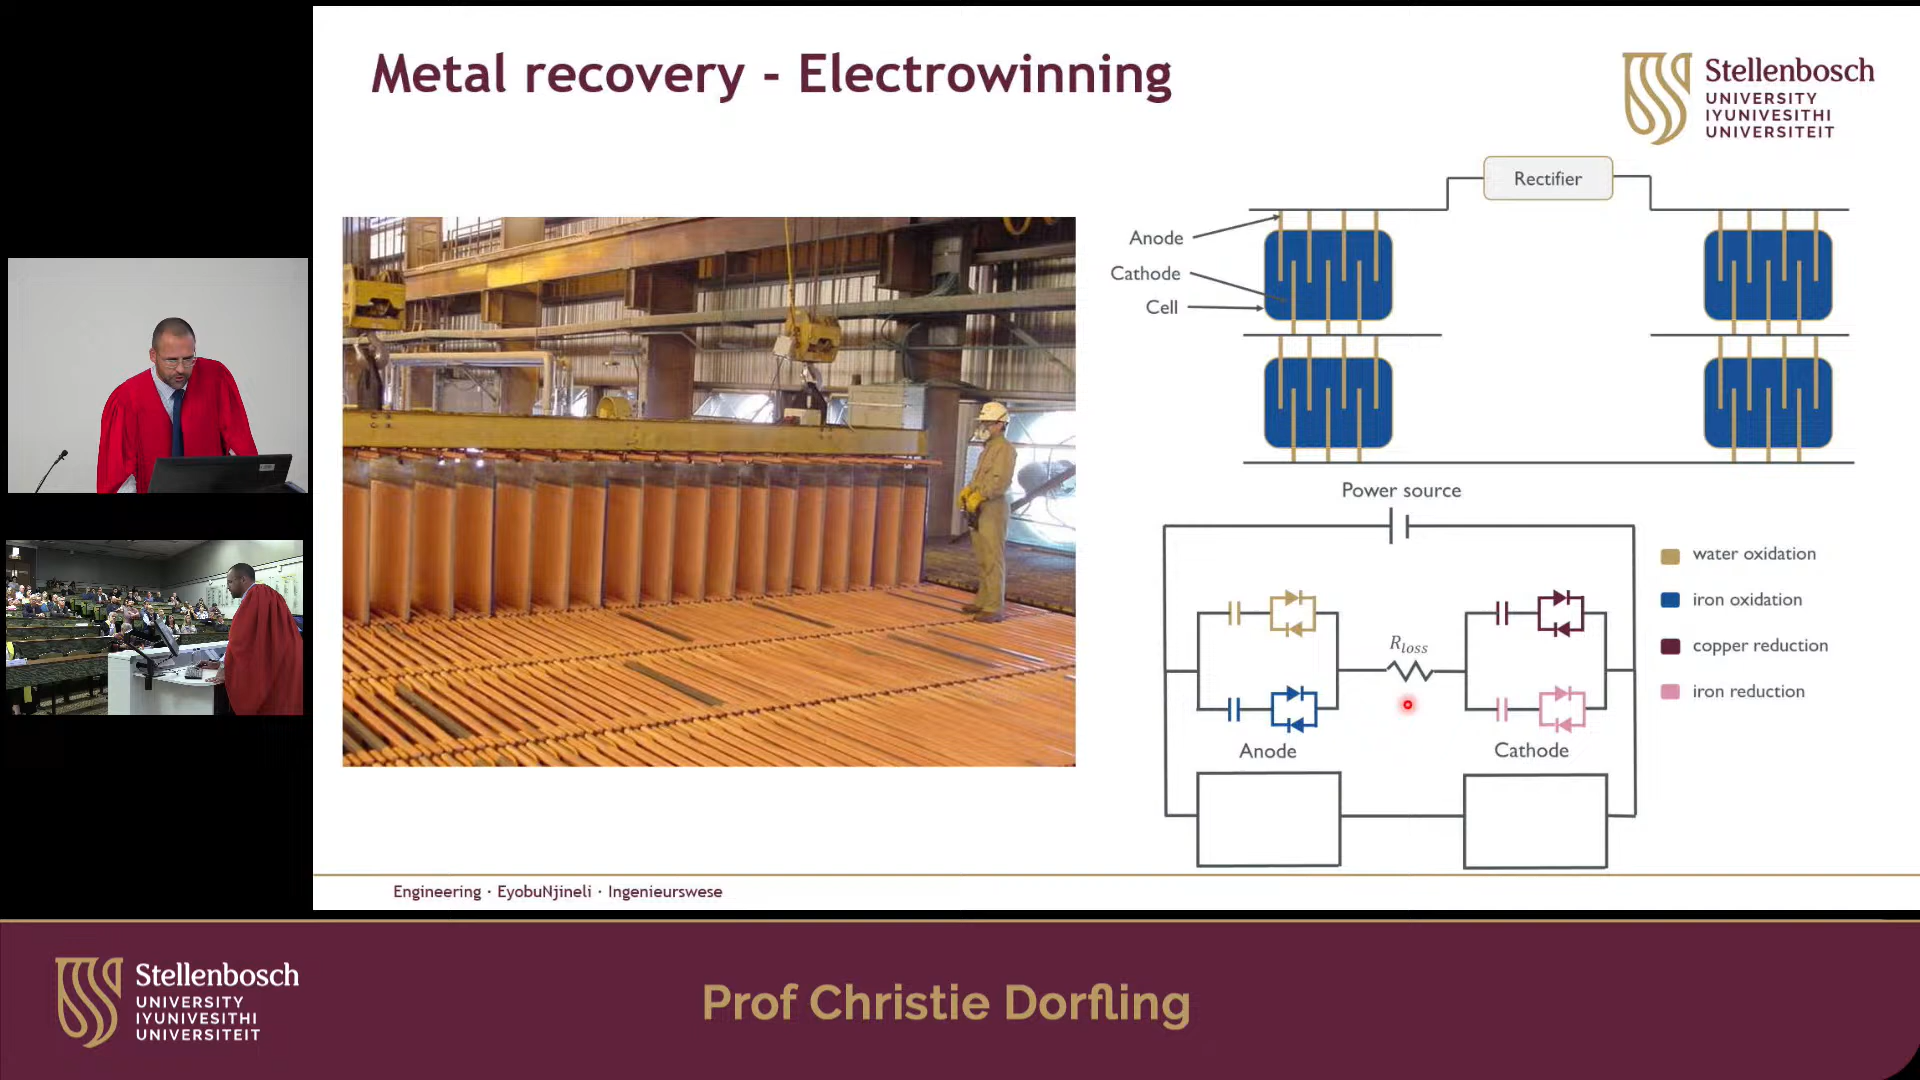 Metal recovery - Electrowinning
Stellenbosch
UNIVERSITY
IYUNIVESITHI
UNIVERSITEIT
Rectifier
Anode
Cathode
Cell
Power source
water oxidation
iron oxidation
copper reduction
iron reduction
Rloss
Anode
Cathode
Engineering · EyobuNjineli · Ingenieurswese
Stellenbosch
UNIVERSITY
IYUNIVESITHI
UNIVERSITEIT
Prof Christie Dorfling